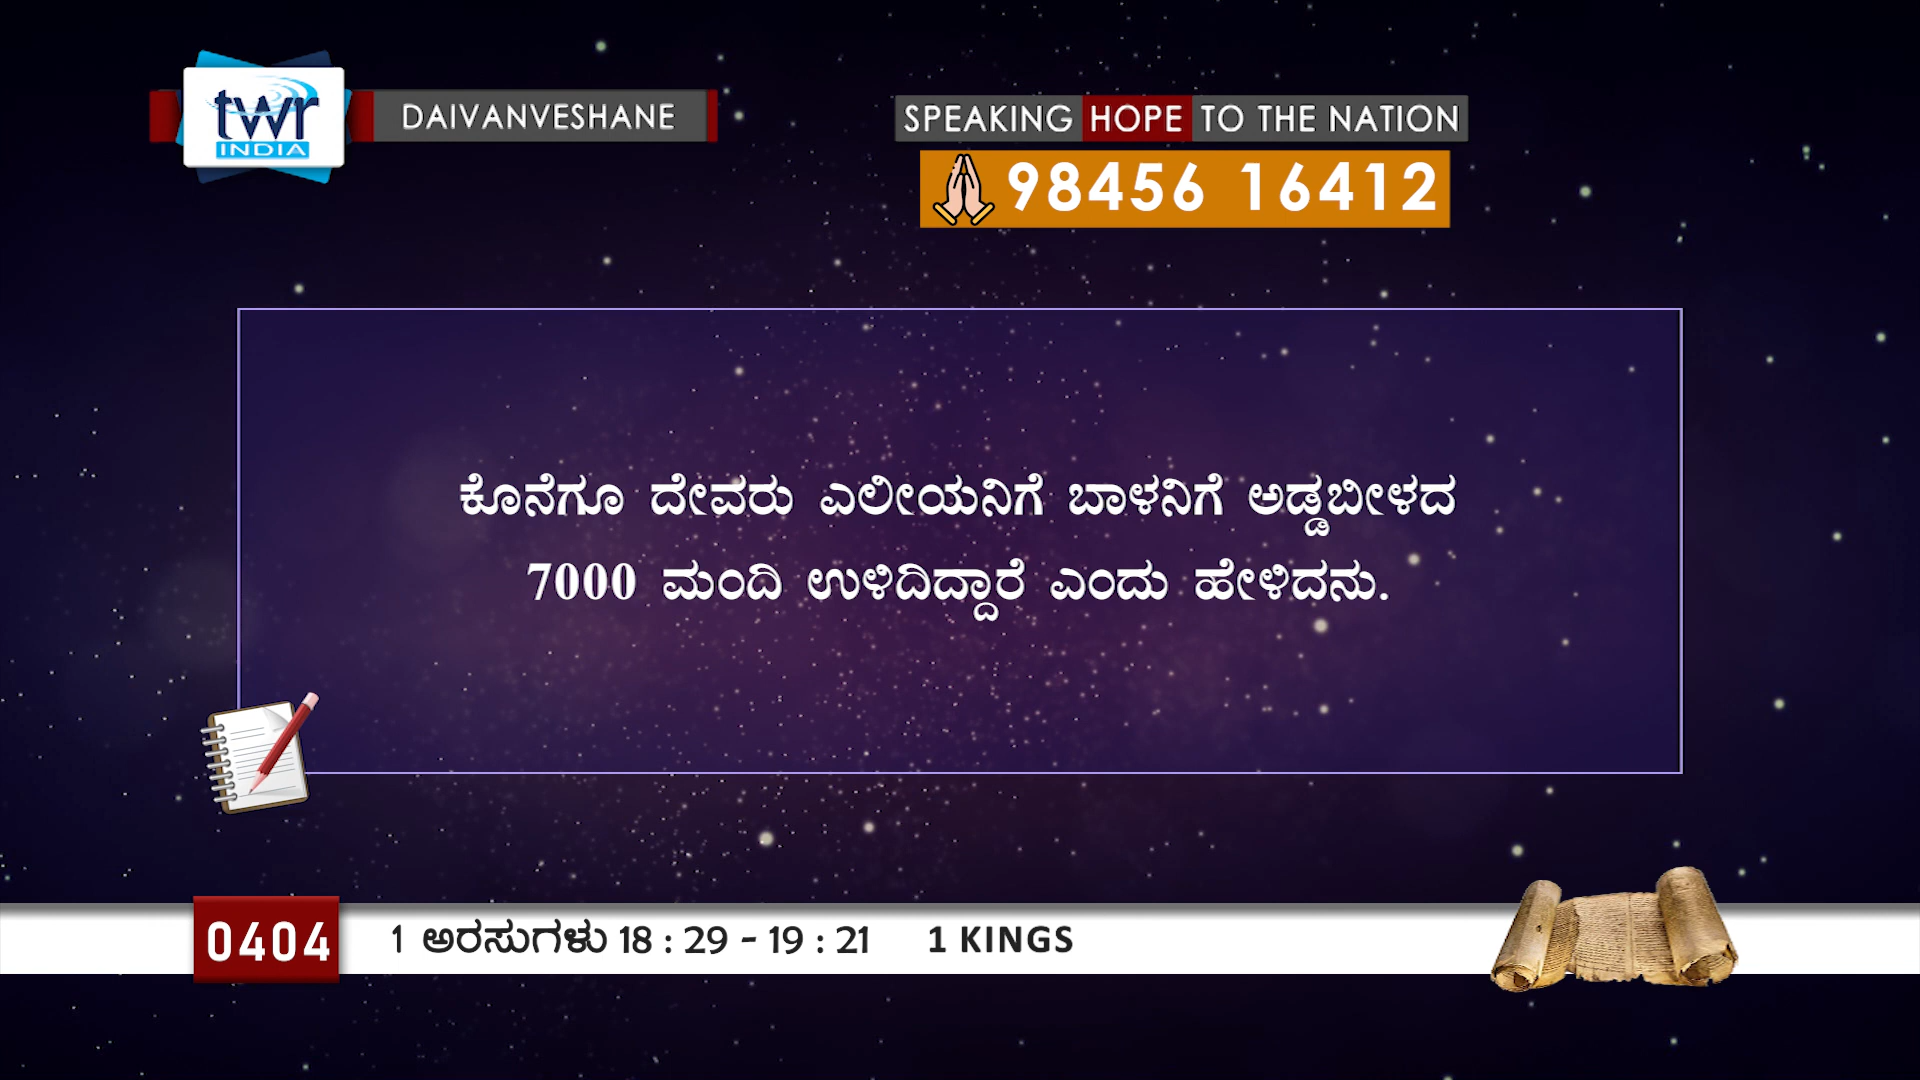 twr
INDIA
DAIVANVESHANE
SPEAKING HOPE TO THE NATION
98456 16412
ಕೊನೆಗೂ ದೇವರು ಎಲೀಯನಿಗೆ ಬಾಳನಿಗೆ ಅಡ್ಡಬೀಳದ
7000 ಮಂದಿ ಉಳಿದಿದ್ದಾರೆ ಎಂದು ಹೇಳಿದನು.
0404 1 ಅರಸುಗಳು 18 : 29 - 19 : 21 1 KINGS